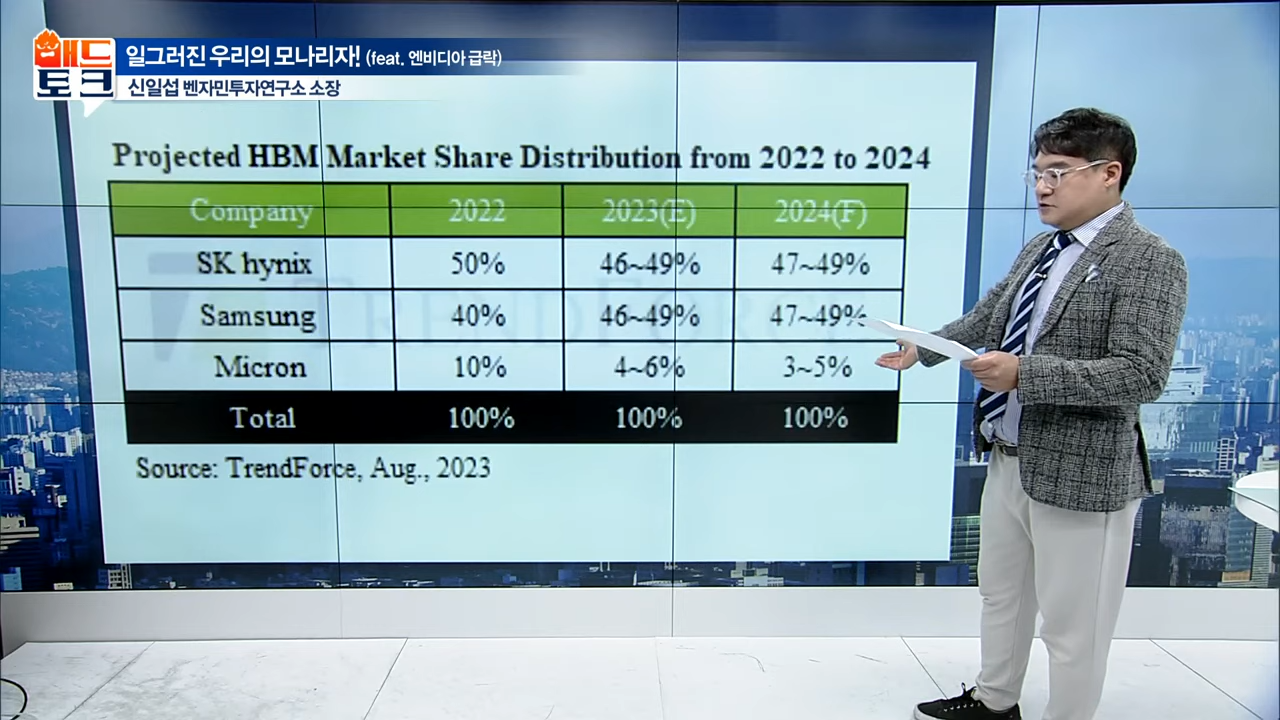 매드
토크
일그러진 우리의 모나리자! (feat. 엔비디아 급락)
신일섭 벤자민투자연구소 소장
Projected HBM Market Share Distribution from 2022 to 2024
Company 2022 2023(E) 2024(F)
SK hynix 50% 46~49% 47~49%
Samsung 40% 46~49% 47~49%
Micron 10% 4~6% 3~5%
Total 100% 100% 100%
Source: TrendForce, Aug., 2023
TRENDFORCE